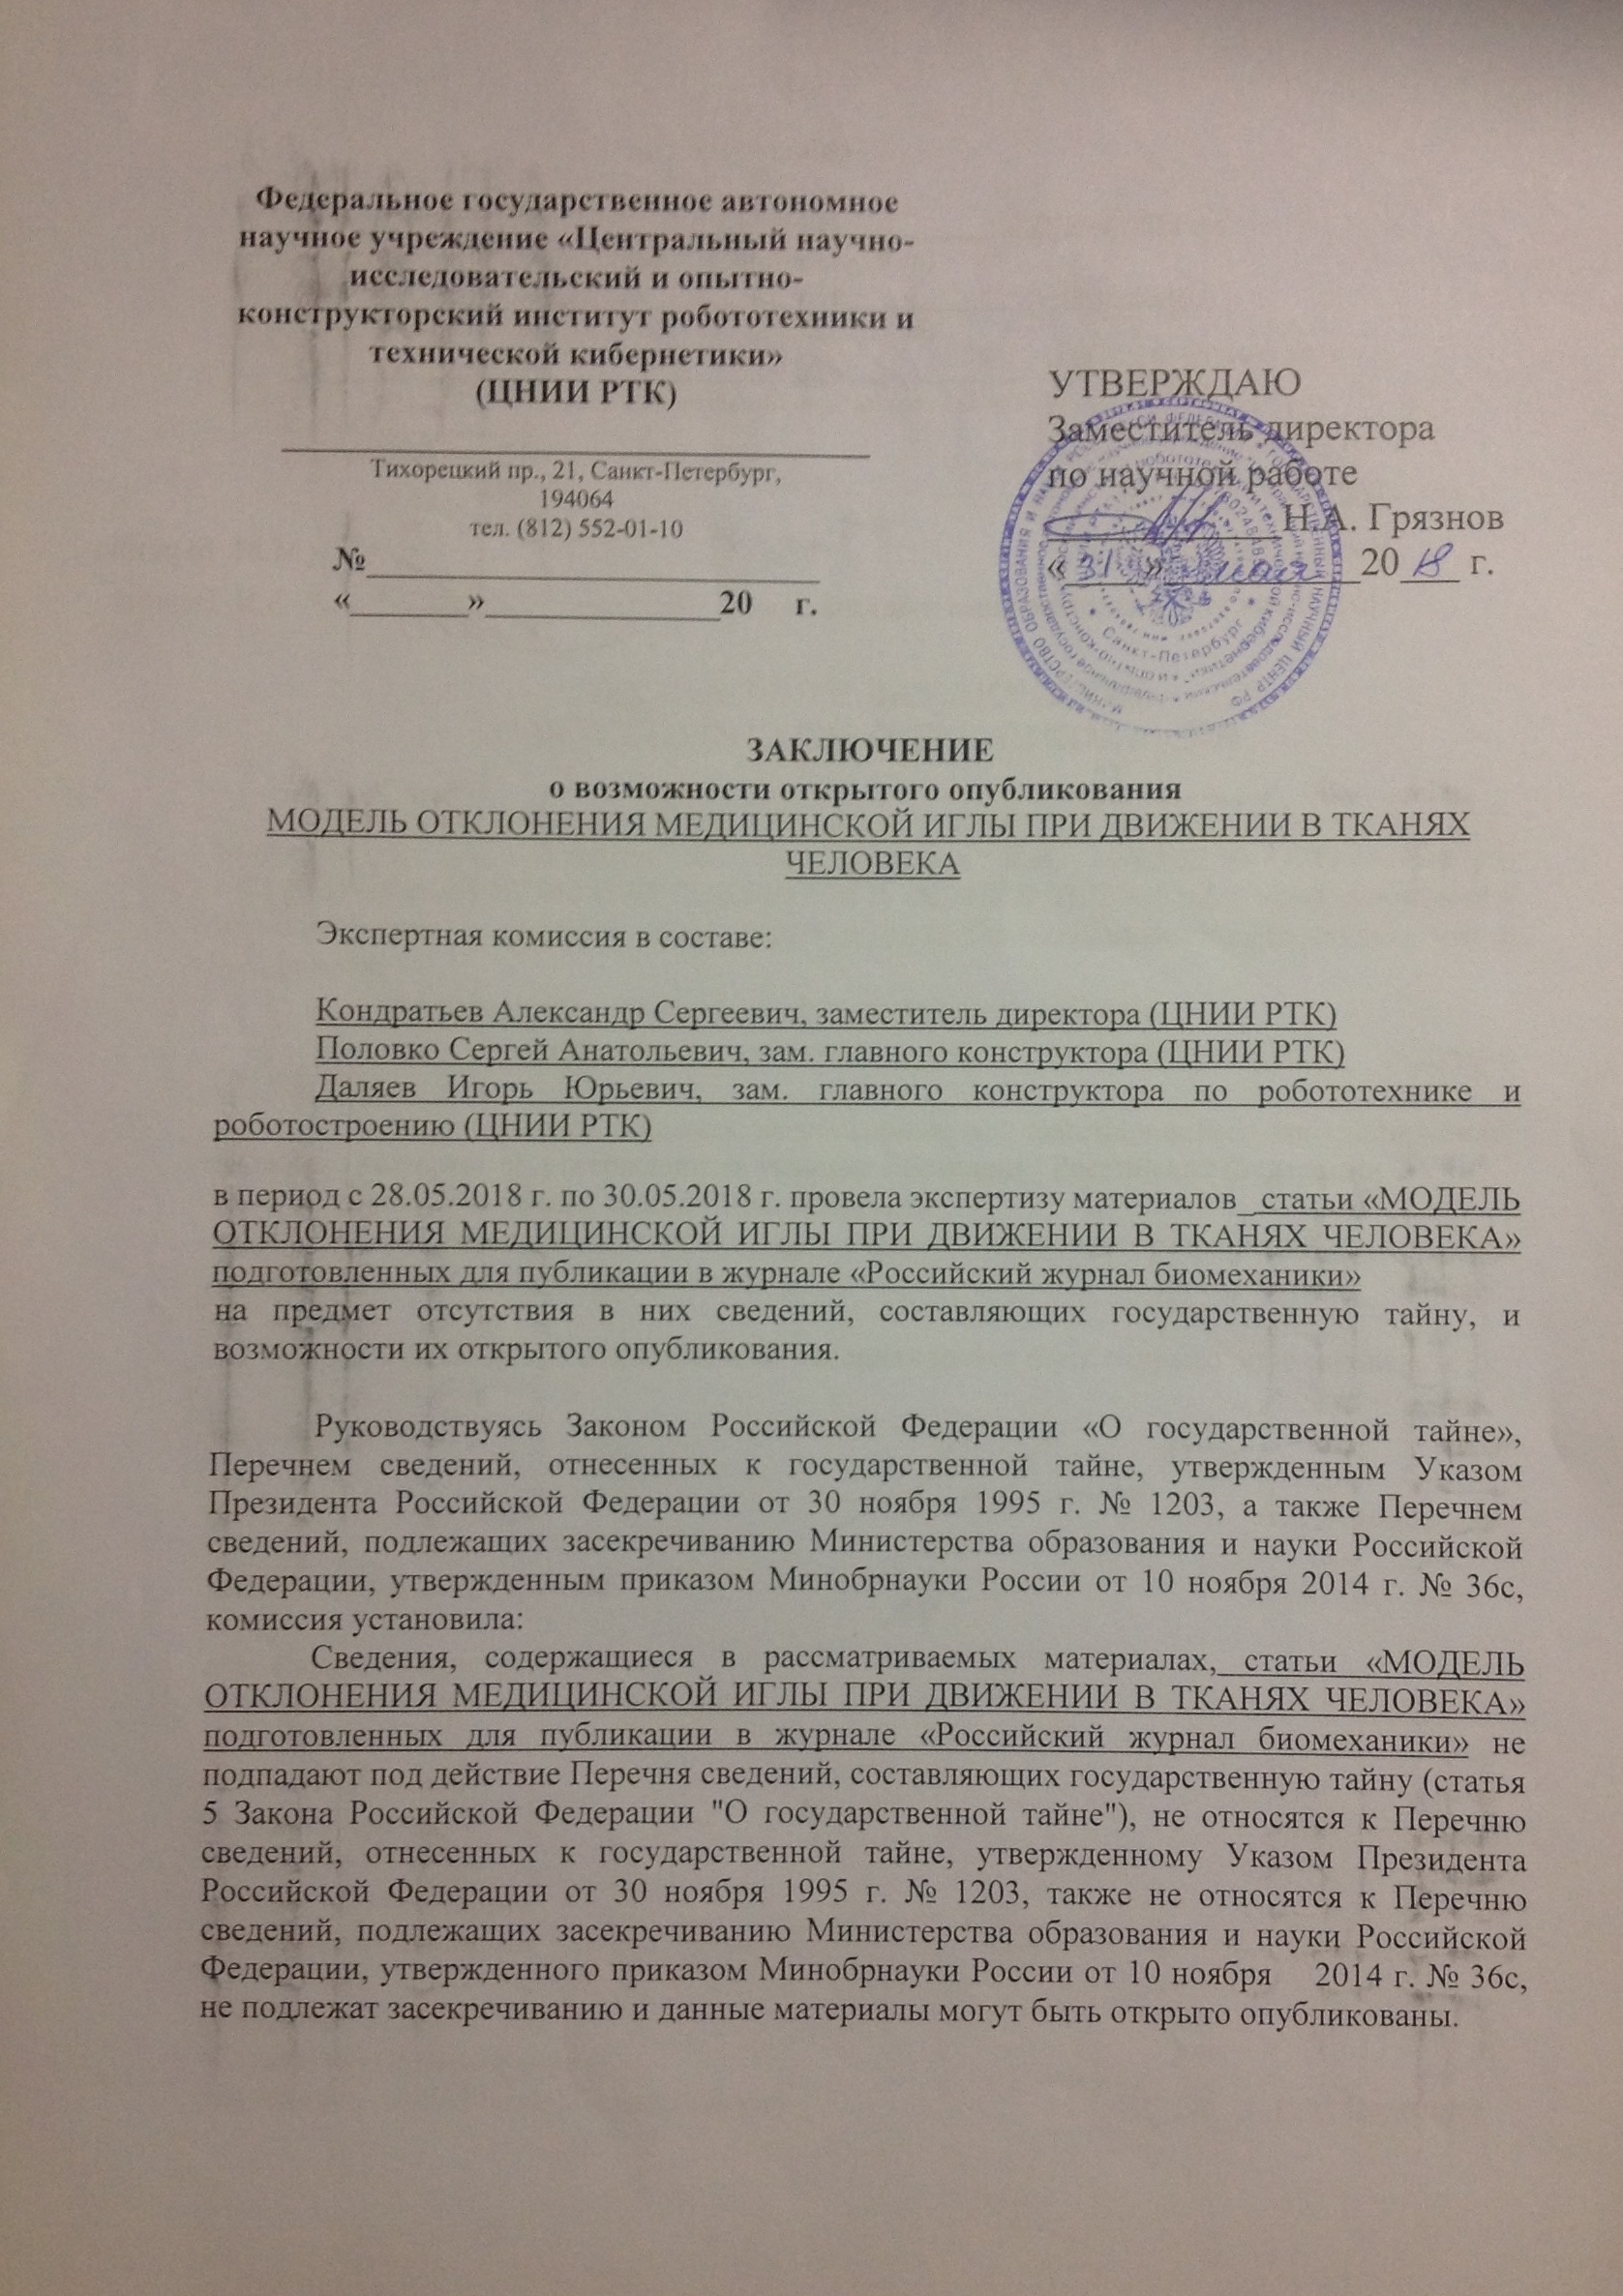 Федеральное государственное автономное
научное учреждение «Центральный научно-
исследовательский и опытно-
конструкторский институт робототехники и
технической кибернетики»
(ЦНИИ РТК)
Тихорецкий пр., 21, Санкт-Петербург,
194064
тел. (812) 552-01-10
№
«_______»______________20 г.
УТВЕРЖДАЮ
Заместитель директора
по научной работе
Н.А. Грязнов
«31» мая 2018 г.
Санкт-Петербург
ЗАКЛЮЧЕНИЕ
о возможности открытого опубликования
МОДЕЛЬ ОТКЛОНЕНИЯ МЕДИЦИНСКОЙ ИГЛЫ ПРИ ДВИЖЕНИИ В ТКАНЯХ
ЧЕЛОВЕКА
Экспертная комиссия в составе:
Кондратьев Александр Сергеевич, заместитель директора (ЦНИИ РТК)
Половко Сергей Анатольевич, зам. главного конструктора (ЦНИИ РТК)
Даляев Игорь Юрьевич, зам. главного конструктора по робототехнике и
роботостроению (ЦНИИ РТК)
в период с 28.05.2018 г. по 30.05.2018 г. провела экспертизу материалов _ статьи «МОДЕЛЬ
ОТКЛОНЕНИЯ МЕДИЦИНСКОЙ ИГЛЫ ПРИ ДВИЖЕНИИ В ТКАНЯХ ЧЕЛОВЕКА»
подготовленных для публикации в журнале «Российский журнал биомеханики»
на предмет отсутствия в них сведений, составляющих государственную тайну, и
возможности их открытого опубликования.
Руководствуясь Законом Российской Федерации «О государственной тайне»,
Перечнем сведений, отнесенных к государственной тайне, утвержденным Указом
Президента Российской Федерации от 30 ноября 1995 г. № 1203, а также Перечнем
сведений, подлежащих засекречиванию Министерства образования и науки Российской
Федерации, утвержденным приказом Минобрнауки России от 10 ноября 2014 г. № 36с,
комиссия установила:
Сведения, содержащиеся в рассматриваемых материалах, статьи «МОДЕЛЬ
ОТКЛОНЕНИЯ МЕДИЦИНСКОЙ ИГЛЫ ПРИ ДВИЖЕНИИ В ТКАНЯХ ЧЕЛОВЕКА»
подготовленных для публикации в журнале «Российский журнал биомеханики» не
подпадают под действие Перечня сведений, составляющих государственную тайну (статья
5 Закона Российской Федерации "О государственной тайне"), не относятся к Перечню
сведений, отнесенных к государственной тайне, утвержденному Указом Президента
Российской Федерации от 30 ноября 1995 г. № 1203, также не относятся к Перечню
сведений, подлежащих засекречиванию Министерства образования и науки Российской
Федерации, утвержденного приказом Минобрнауки России от 10 ноября 2014 г. № 36с,
не подлежат засекречиванию и данные материалы могут быть открыто опубликованы.